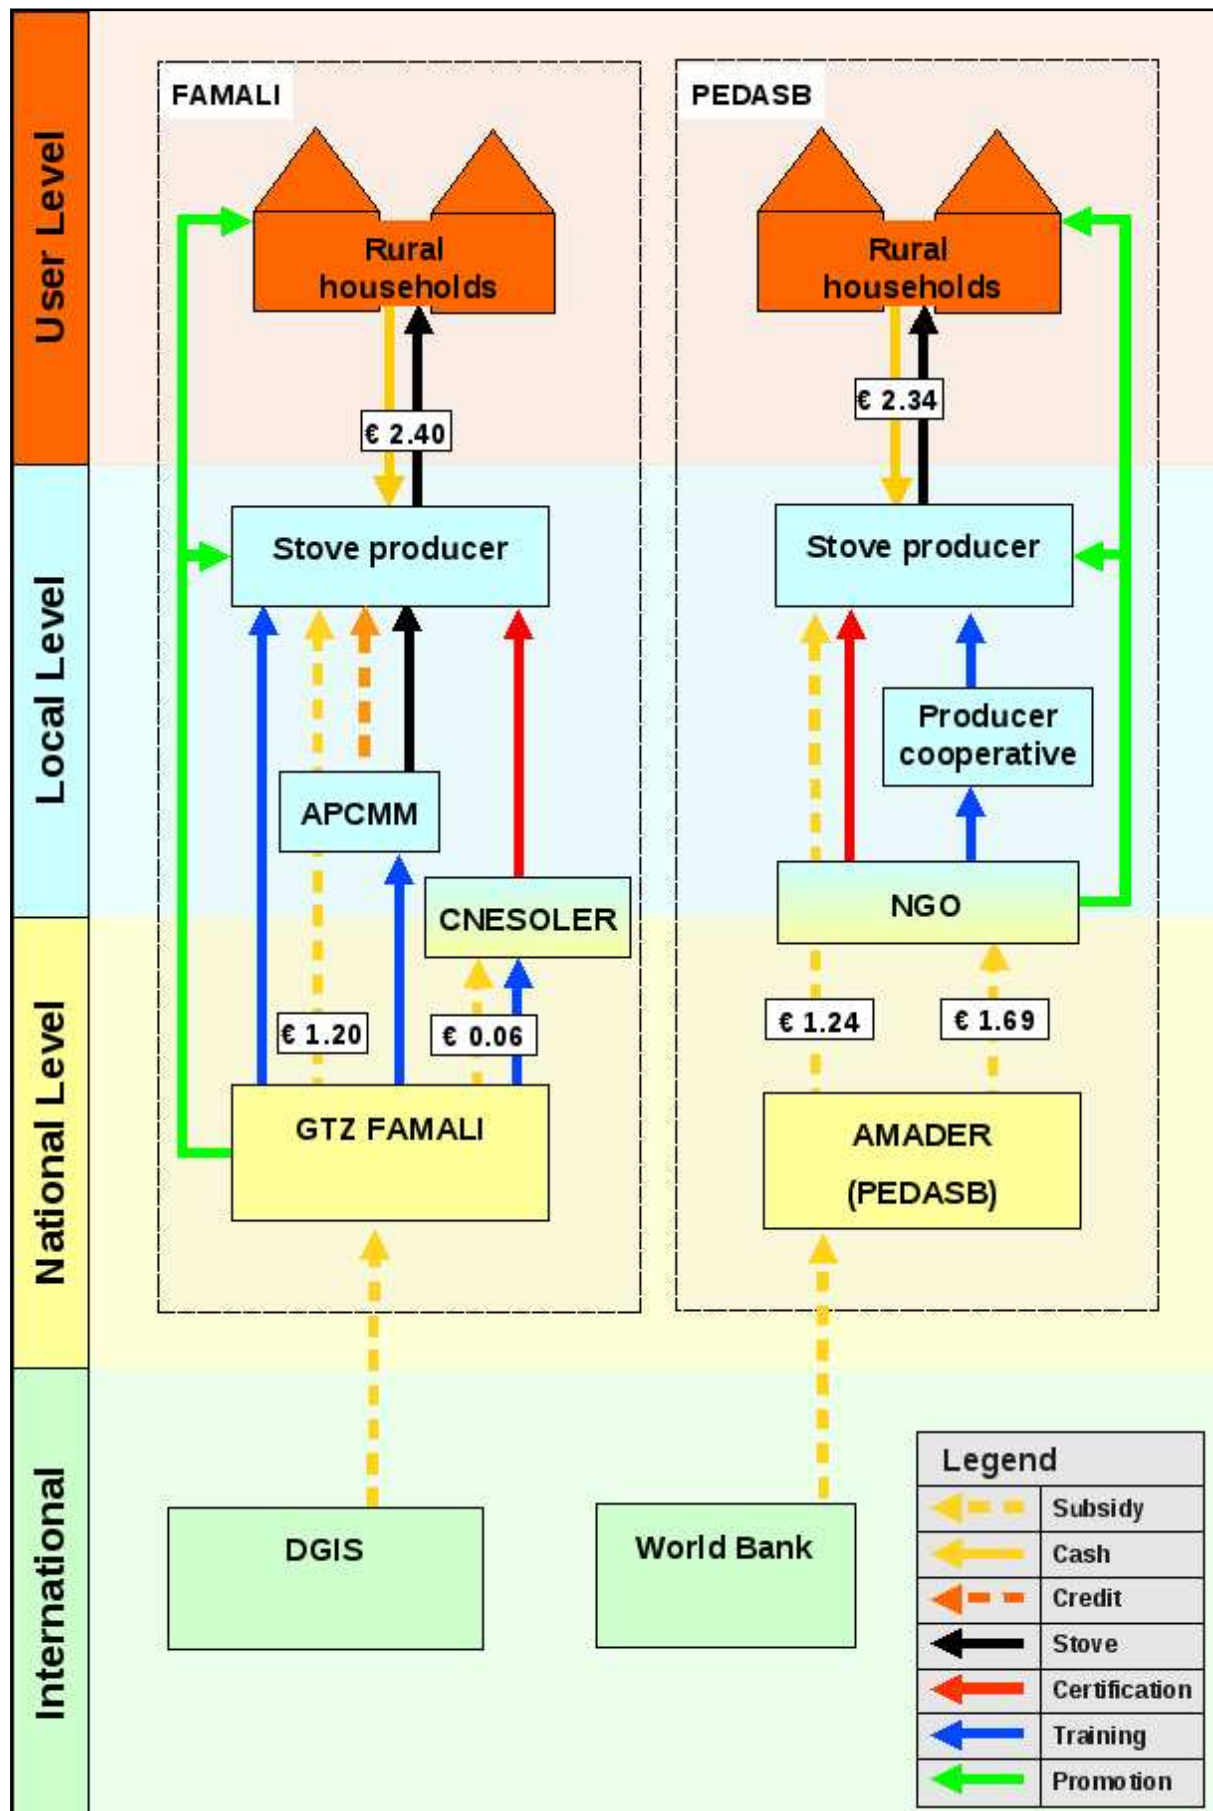 User Level
Local Level
National Level
International
FAMALI
Rural
households
€ 2.40
Stove producer
APCMM
CNESOLER
€ 1.20
€ 0.06
GTZ FAMALI
DGIS
PEDASB
Rural
households
€ 2.34
Stove producer
Producer
cooperative
NGO
€ 1.24
€ 1.69
AMADER
(PEDASB)
World Bank
Legend
Subsidy
Cash
Credit
Stove
Certification
Training
Promotion